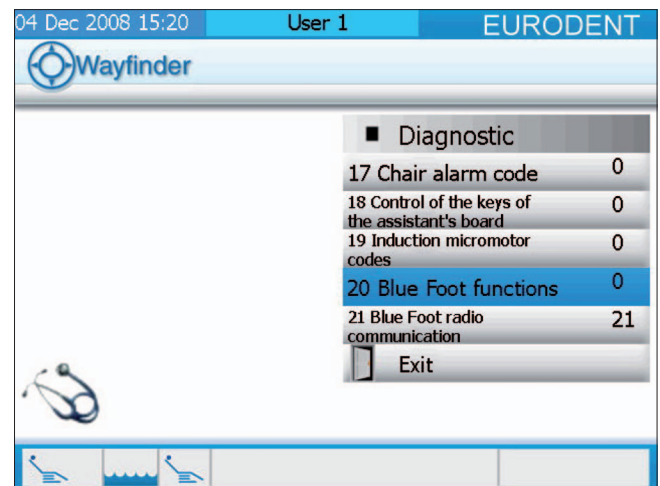 04 Dec 2008 15:20 User 1 EURODENT
Wayfinder
Diagnostic
17 Chair alarm code 0
18 Control of the keys of
the assistant's board 0
19 Induction micromotor
codes 0
20 Blue Foot functions 0
21 Blue Foot radio
communication 21
Exit